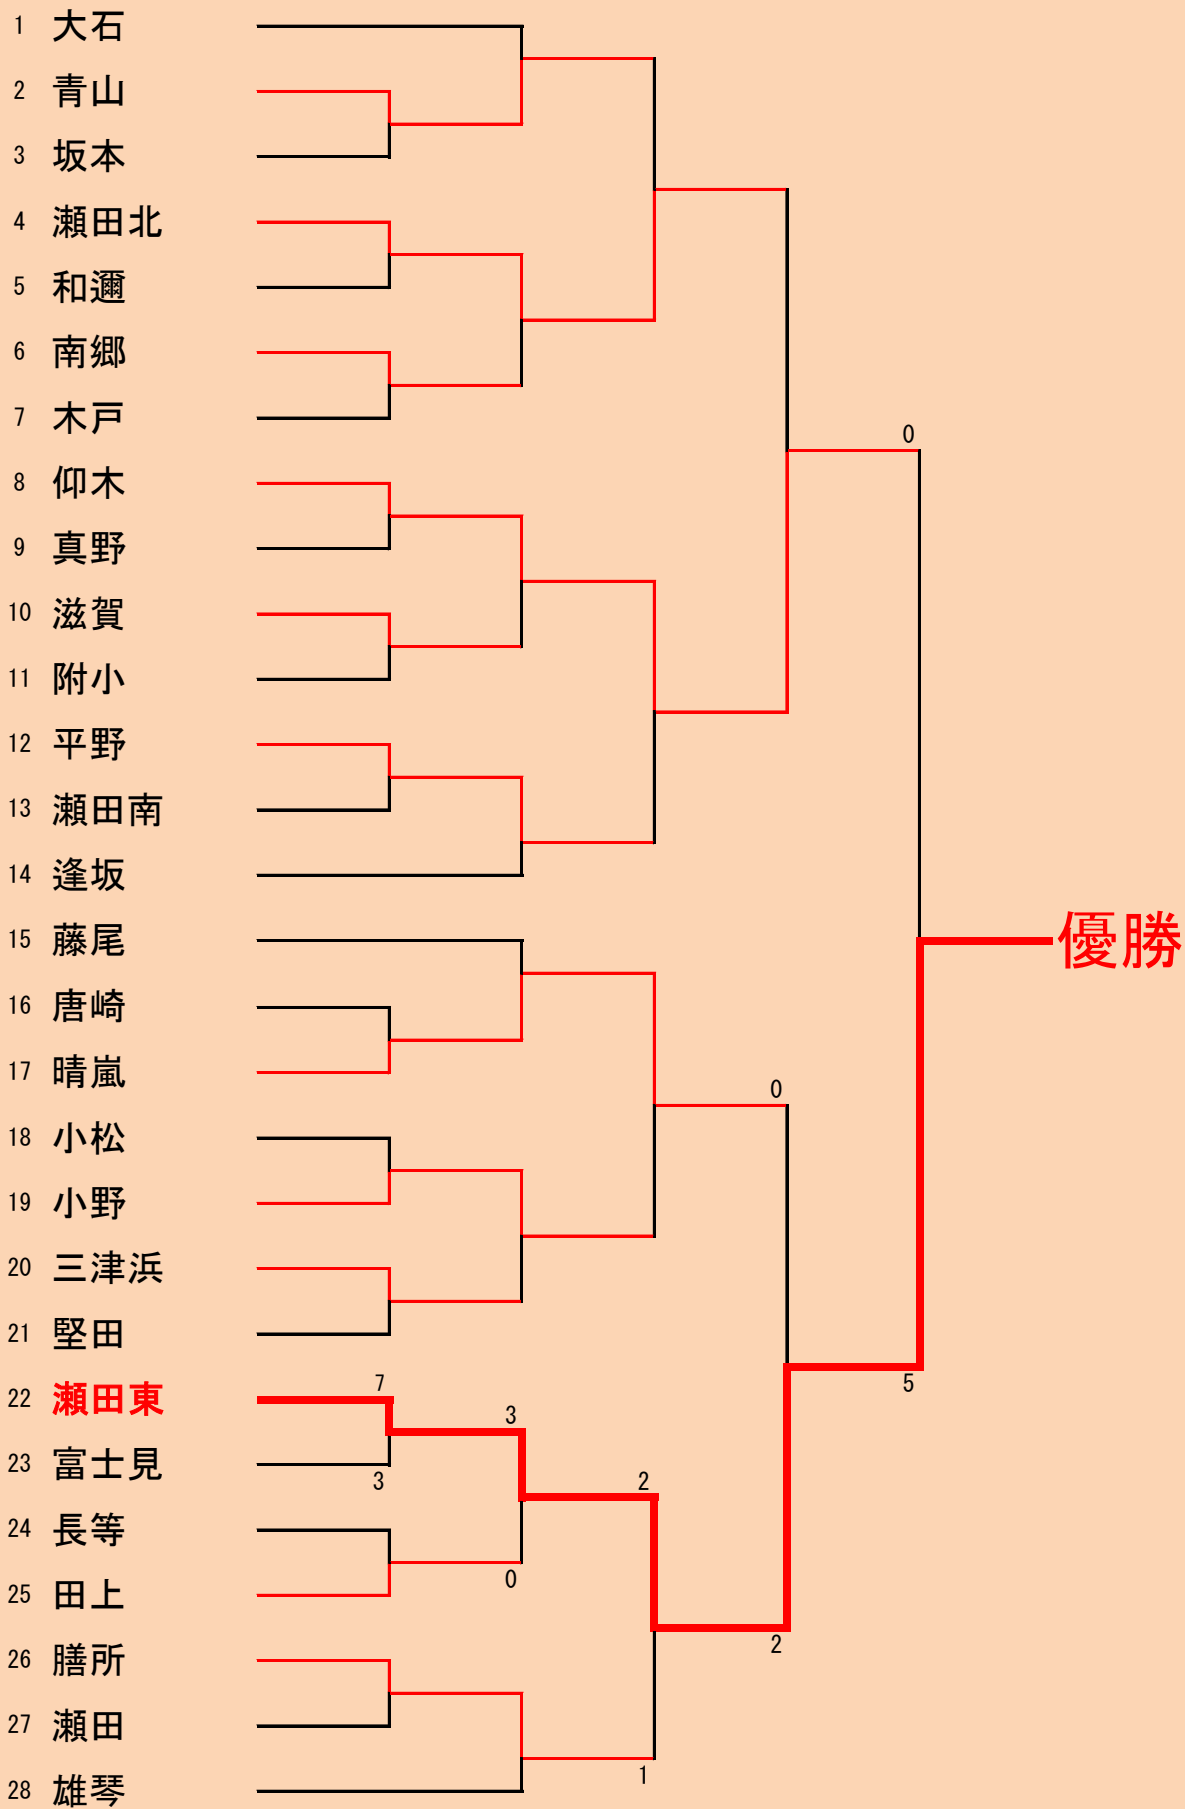 1 大石
2 青山
3 坂本
4 瀬田北
5 和邇
6 南郷
7 木戸
0
8 仰木
9 真野
10 滋賀
11 附小
12 平野
13 瀬田南
14 逢坂
15 藤尾
優勝
16 唐崎
17 晴嵐
0
18 小松
19 小野
20 三津浜
21 堅田
22 瀬田東
7
5
3
23 富士見
3
2
24 長等
0
25 田上
26 膳所
2
27 瀬田
1
28 雄琴